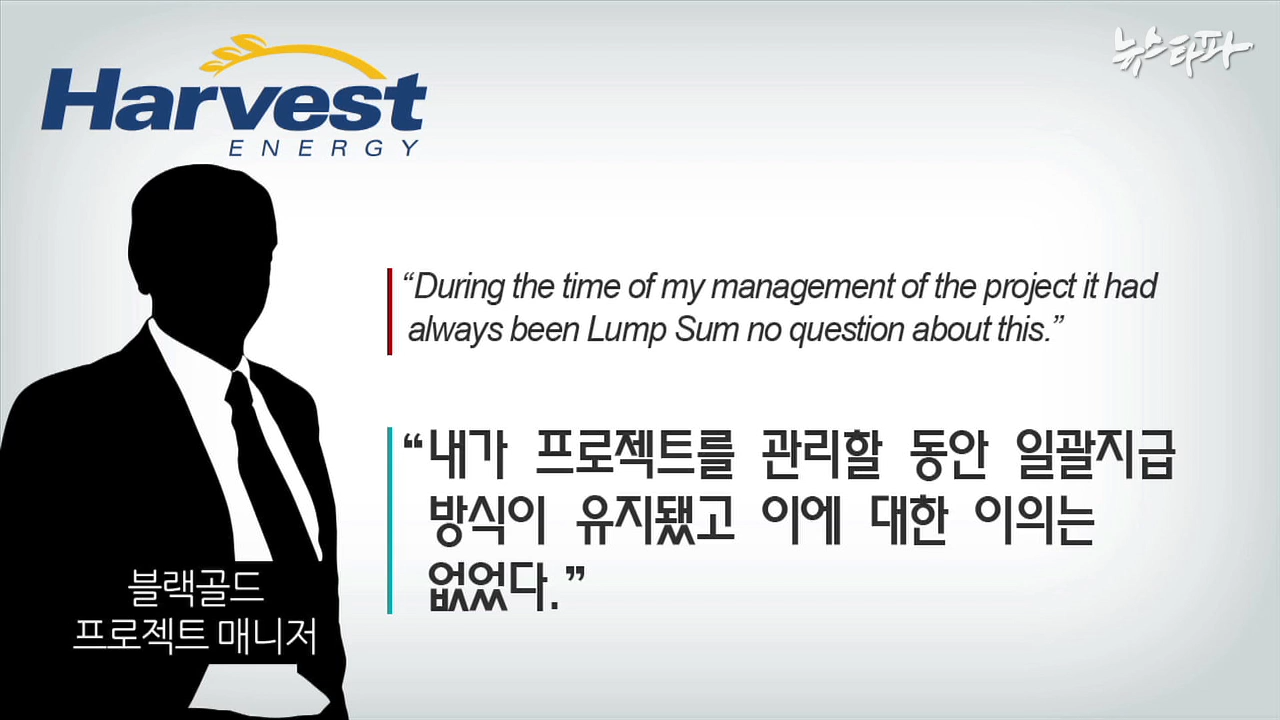 뉴스타파
Harvest
ENERGY
“During the time of my management of the project it had
always been Lump Sum no question about this.”
“내가 프로젝트를 관리할 동안 일괄지급
방식이 유지됐고 이에 대한 이의는
없었다.”
블랙골드
프로젝트 매니저